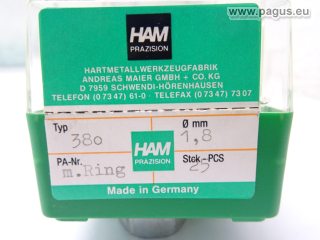 © www.pagus.eu
HAM
PRÄZISION
HARTMETALLWERKZEUGFABRIK
ANDREAS MAIER GMBH + CO. KG
D 7959 SCHWENDI-HÖRENHAUSEN
TELEFON (07347) 61-0 · TELEFAX (07347) 7307
Typ
Ø mm
380
1,8
HAM
PRÄZISION
PA-Nr.
Stck.-PCS
m.Ring
25
Made in Germany